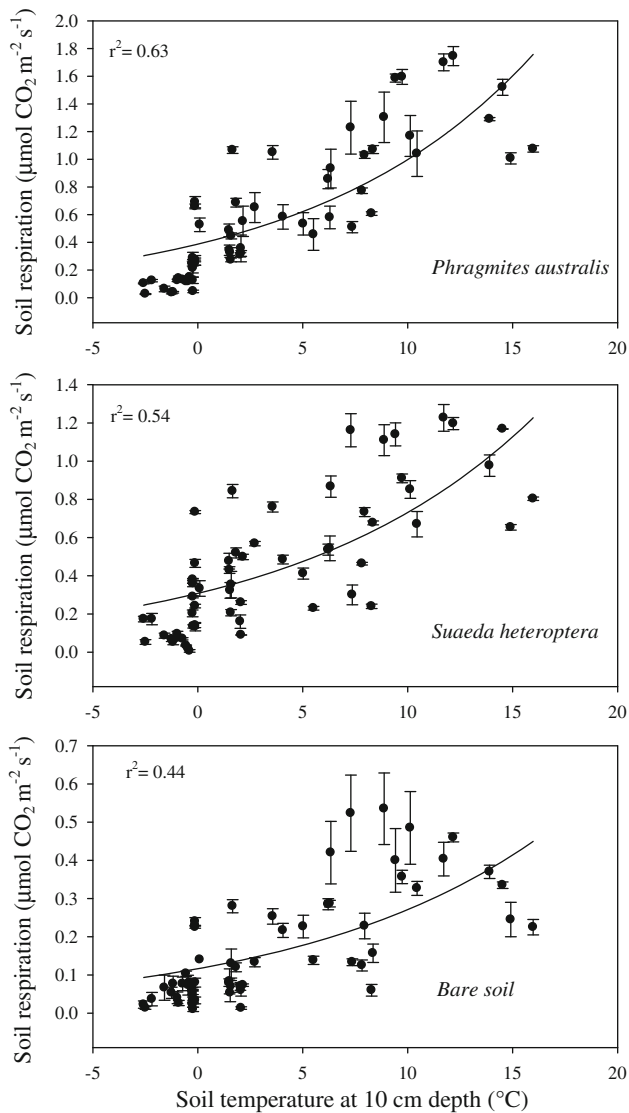 Soil respiration (μmol CO₂ m⁻² s⁻¹)
2.0
1.8
1.6
1.4
1.2
1.0
0.8
0.6
0.4
0.2
0.0
r²= 0.63
Phragmites australis
-5 0 5 10 15 20
Soil respiration (μmol CO₂ m⁻² s⁻¹)
1.4
1.2
1.0
0.8
0.6
0.4
0.2
0.0
r²= 0.54
Suaeda heteroptera
-5 0 5 10 15 20
Soil respiration (μmol CO₂ m⁻² s⁻¹)
0.7
0.6
0.5
0.4
0.3
0.2
0.1
0.0
r²= 0.44
Bare soil
-5 0 5 10 15 20
Soil temperature at 10 cm depth (°C)